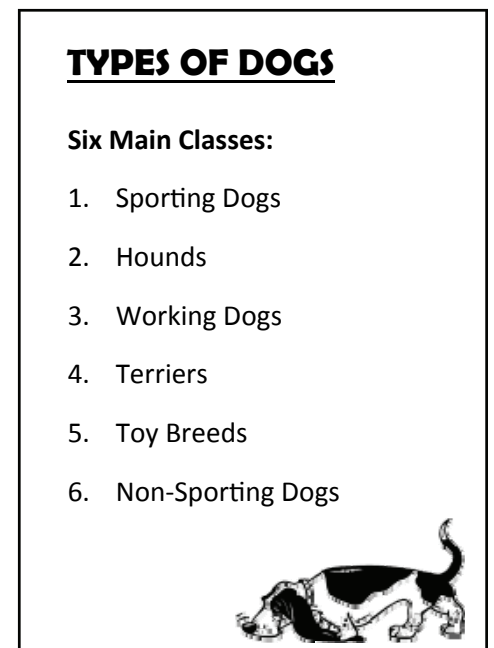 TYPES OF DOGS
Six Main Classes:
1. Sporting Dogs
2. Hounds
3. Working Dogs
4. Terriers
5. Toy Breeds
6. Non-Sporting Dogs